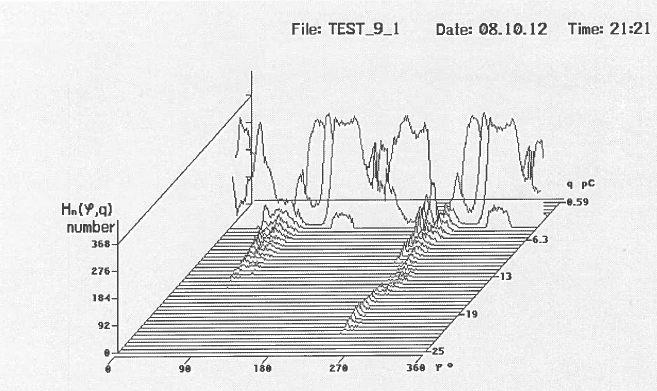 File: TEST_9_1 Date: 08.10.12 Time: 21:21
q pC
0.59
Hn(φ,q)
number
6.3
368
276
13
184
19
92
0
25
0 90 180 270 360 φ °